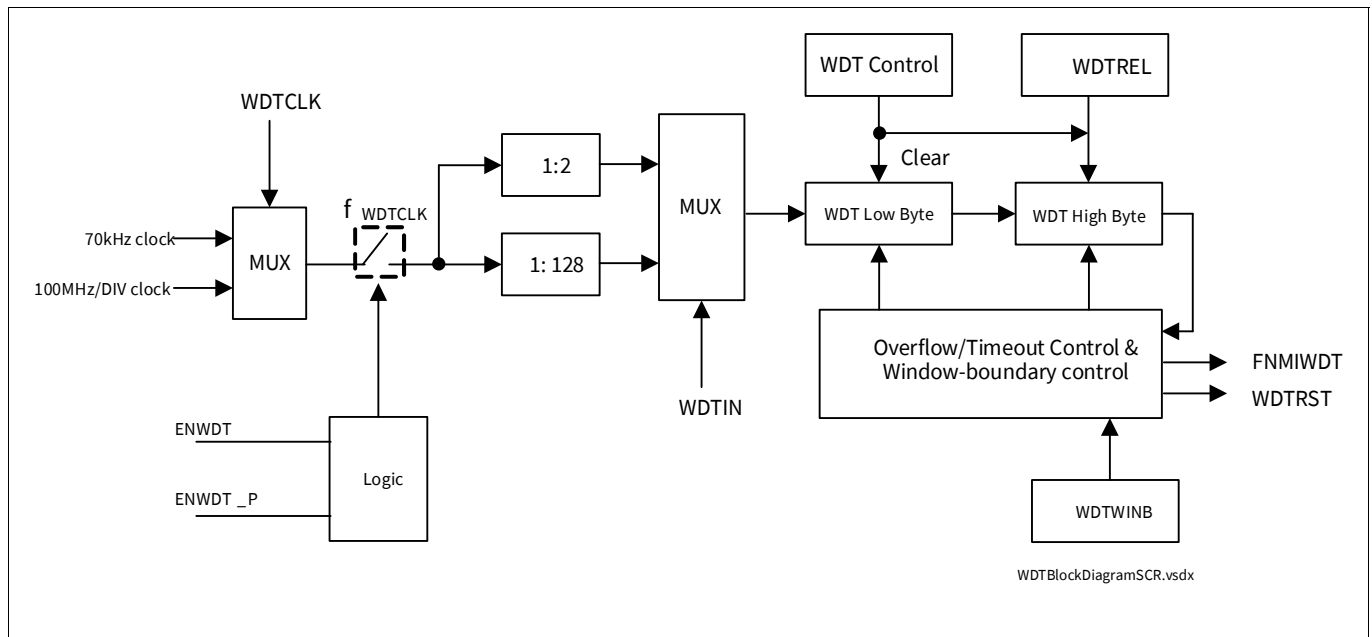 WDT Control
WDTREL
WDTCLK
1:2
Clear
MUX
f WDTCLK
WDT Low Byte
WDT High Byte
70kHz clock
MUX
1: 128
100MHz/DIV clock
Overflow/Timeout Control &
Window-boundary control
FNMIWDT
WDTRST
WDTIN
ENWDT
Logic
ENWDT _P
WDTWINB
WDTBlockDiagramSCR.vsdx